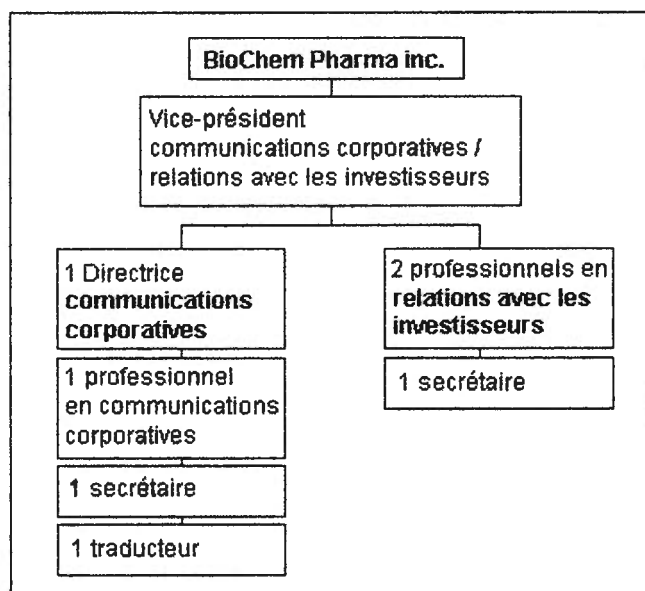 BioChem Pharma inc.
Vice-président
communications corporatives /
relations avec les investisseurs
1 Directrice
communications
corporatives
1 professionnel
en communications
corporatives
1 secrétaire
1 traducteur
2 professionnels en
relations avec les
investisseurs
1 secrétaire